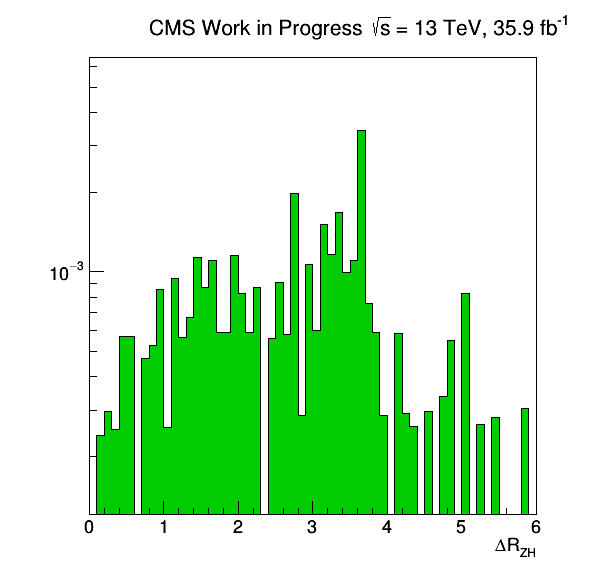 CMS Work in Progress √s = 13 TeV, 35.9 fb⁻¹
10⁻³
0 1 2 3 4 5 6
ΔR_ZH